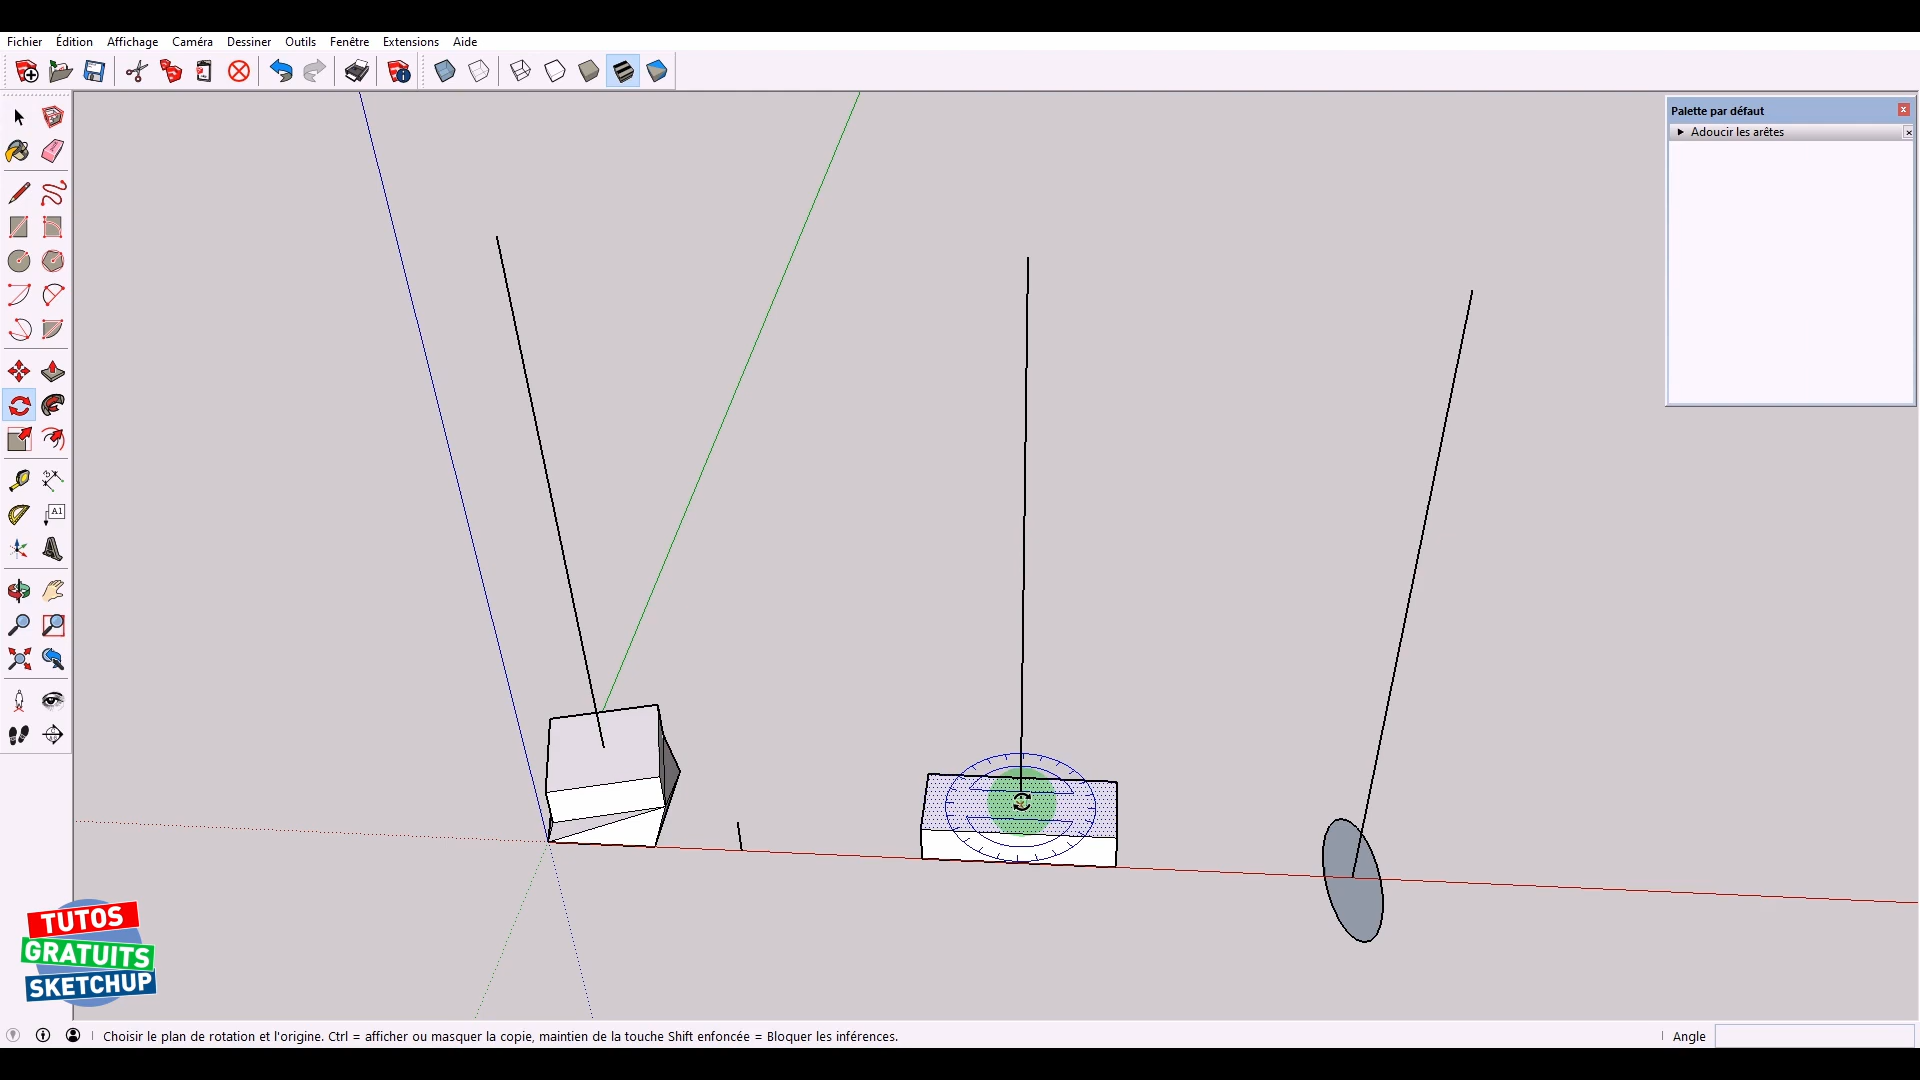 Fichier Édition Affichage Caméra Dessiner Outils Fenêtre Extensions Aide
Palette par défaut
Adoucir les arêtes
A1
TUTOS
GRATUITS
SKETCHUP
Choisir le plan de rotation et l'origine. Ctrl = afficher ou masquer la copie, maintien de la touche Shift enfoncée = Bloquer les inférences.
Angle